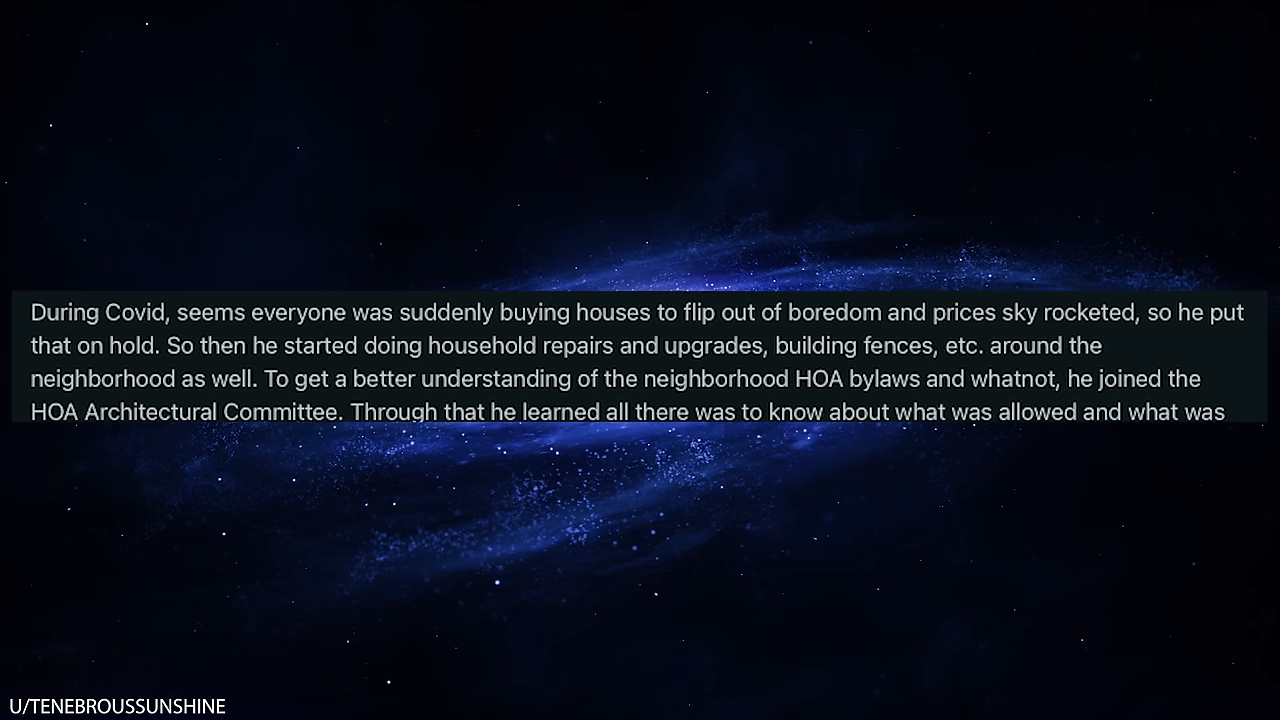 During Covid, seems everyone was suddenly buying houses to flip out of boredom and prices sky rocketed, so he put
that on hold. So then he started doing household repairs and upgrades, building fences, etc. around the
neighborhood as well. To get a better understanding of the neighborhood HOA bylaws and whatnot, he joined the
HOA Architectural Committee. Through that he learned all there was to know about what was allowed and what was
U/TENEBROUSSUNSHINE